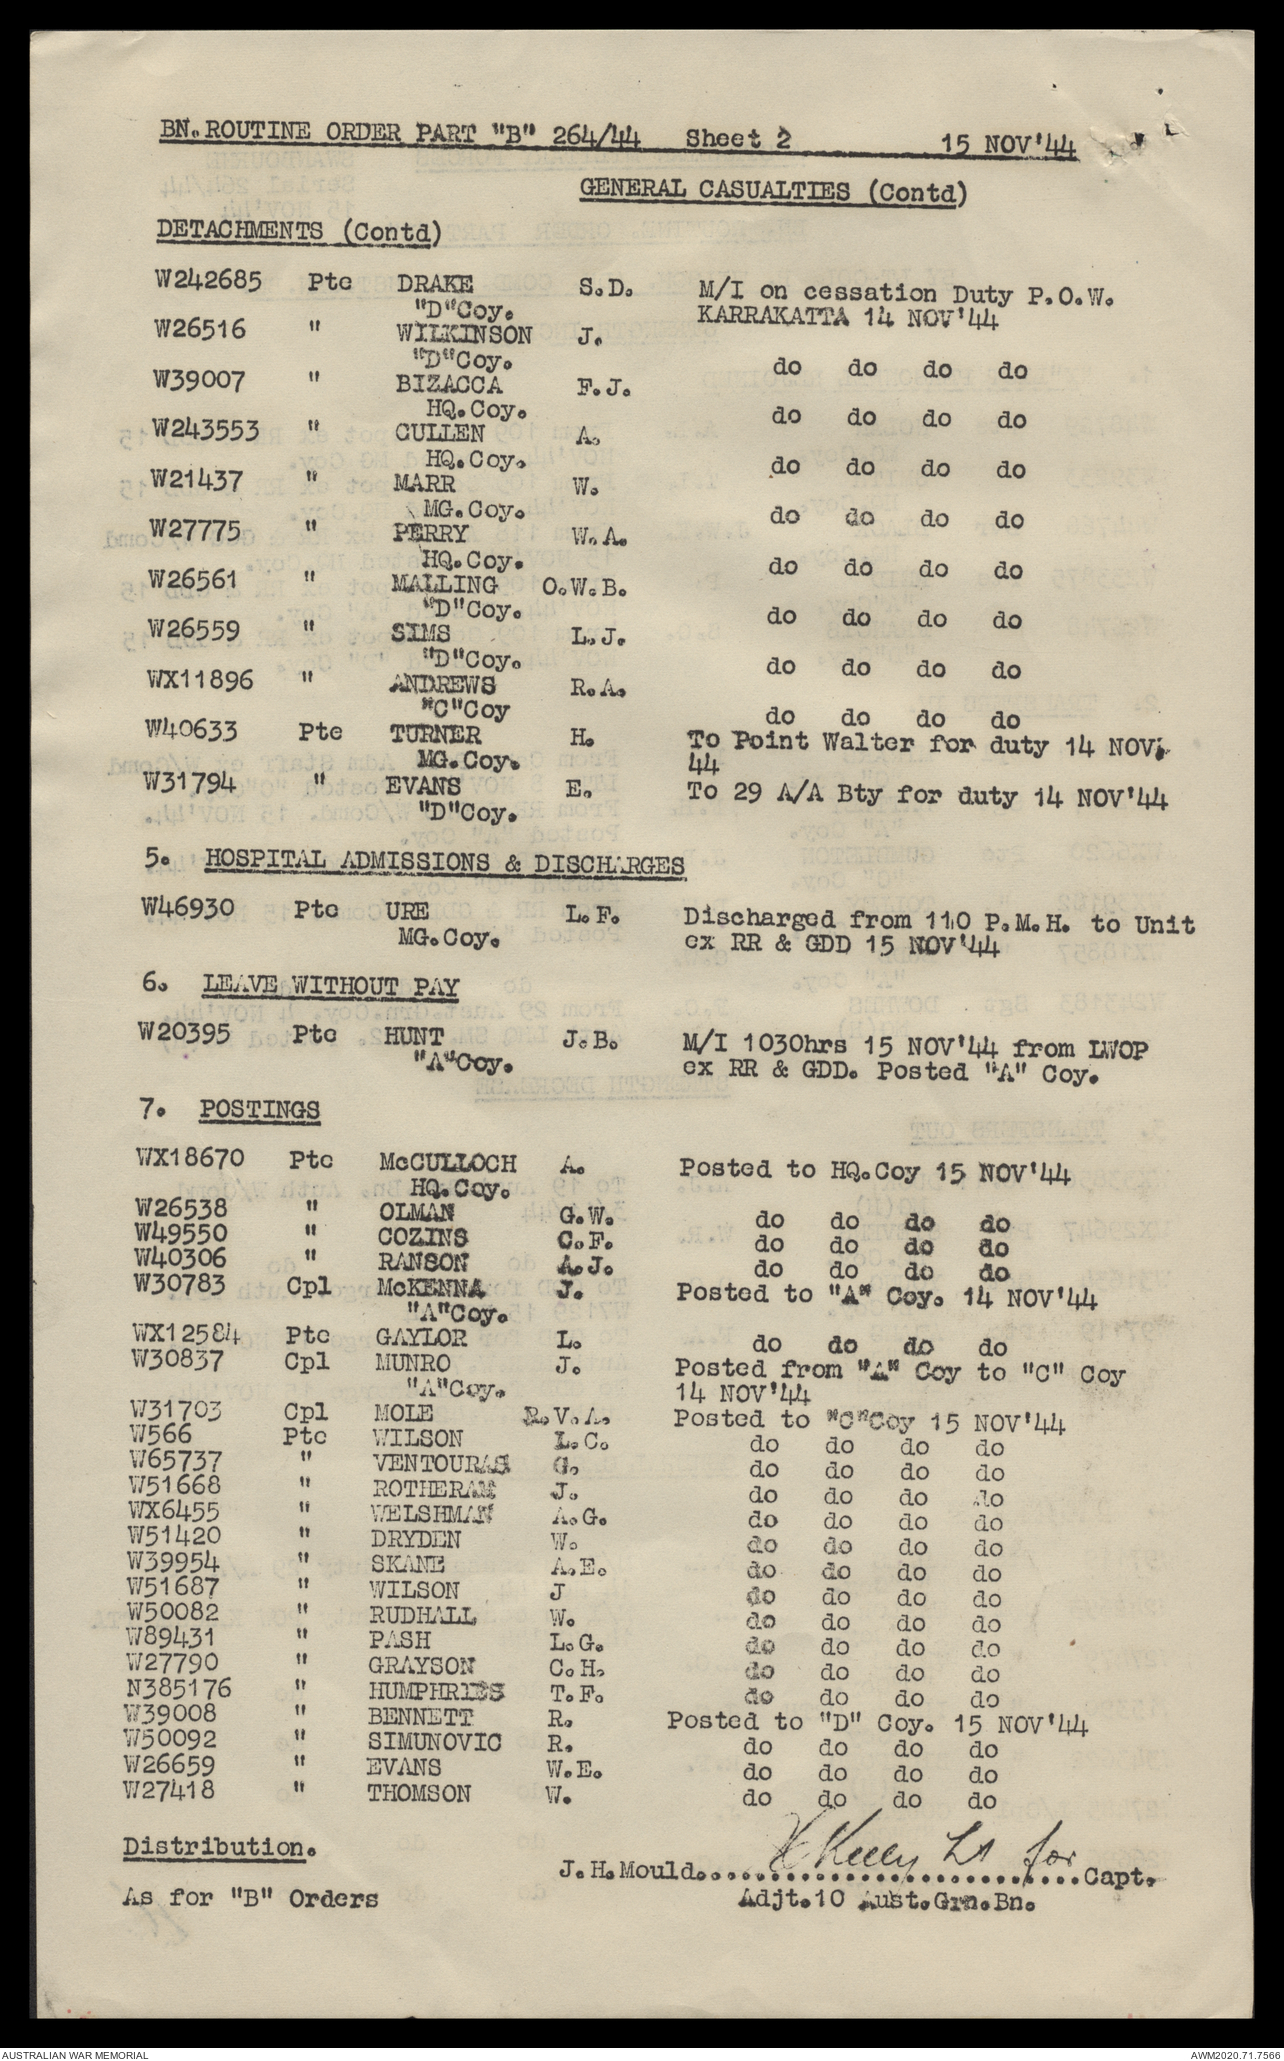 BN. ROUTINE ORDER PART "B" 264/44 Sheet 2 15 NOV'44
GENERAL CASUALTIES (Contd)
DETACHMENTS (Contd)
W242685 Pte DRAKE S.D. M/I on cessation Duty P.O.W.
"D"Coy. KARRAKATTA 14 NOV'44
W26516 " WILKINSON J.
"D"Coy. do do do do
W39007 " BIZACCA F.J.
HQ.Coy. do do do do
W243553 " CULLEN A.
HQ.Coy. do do do do
W21437 " MARR W.
MG.Coy. do do do do
W27775 " PERRY W.A.
HQ.Coy. do do do do
W26561 " MALLING O.W.B.
"D"Coy. do do do do
W26559 " SIMS L.J.
"D"Coy. do do do do
WX11896 " ANDREWS R.A.
"C"Coy do do do do
W40633 Pte TURNER H. To Point Walter for duty 14 NOV'
MG.Coy. 44
W31794 " EVANS E. To 29 A/A Bty for duty 14 NOV'44
"D"Coy.
5. HOSPITAL ADMISSIONS & DISCHARGES
W46930 Pte URE L.F. Discharged from 110 P.M.H. to Unit
MG.Coy. ex RR & GDD 15 NOV'44
6. LEAVE WITHOUT PAY
W20395 Pte HUNT J.B. M/I 1030hrs 15 NOV'44 from LWOP
"A"Coy. ex RR & GDD. Posted "A" Coy.
7. POSTINGS
WX18670 Pte McCULLOCH A. Posted to HQ.Coy 15 NOV'44
HQ.Coy.
W26538 " OLMAN G.W. do do do do
W49550 " COZINS C.F. do do do do
W40306 " RANSON A.J. do do do do
W30783 Cpl McKENNA J. Posted to "A" Coy. 14 NOV'44
"A"Coy.
WX12584 Pte GAYLOR L. do do do do
W30837 Cpl MUNRO J. Posted from "A" Coy to "C" Coy
"A"Coy. 14 NOV'44
W31703 Cpl MOLE R.V.A. Posted to "C"Coy 15 NOV'44
W566 Pte WILSON L.C. do do do do
W65737 " VENTOURAS G. do do do do
W51668 " ROTHERAM J. do do do do
WX6455 " WELSHMAN A.G. do do do do
W51420 " DRYDEN W. do do do do
W39954 " SKANE A.E. do do do do
W51687 " WILSON J do do do do
W50082 " RUDHALL W. do do do do
W89431 " PASH L.G. do do do do
W27790 " GRAYSON C.H. do do do do
N385176 " HUMPHRIES T.F. do do do do
W39008 " BENNETT R. Posted to "D" Coy. 15 NOV'44
W50092 " SIMUNOVIC R. do do do do
W26659 " EVANS W.E. do do do do
W27418 " THOMSON W. do do do do
Distribution.
Kelly Lt for
J.H.Mould..........................Capt.
As for "B" Orders Adjt.10 Aust.Grn.Bn.
AUSTRALIAN WAR MEMORIAL AWM2020.71.7566